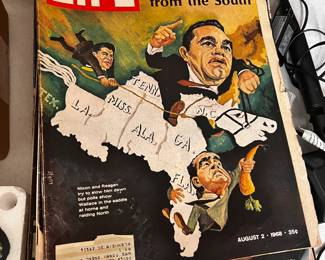 LIFE
from the South
TEX.
TENN.
N.C.
LA.
MISS.
ALA.
GA.
FLA.
Nixon and Reagan
try to slow him down
but polls show
Wallace in the saddle
at home and
raiding North
AUGUST 2 · 1968 · 35¢